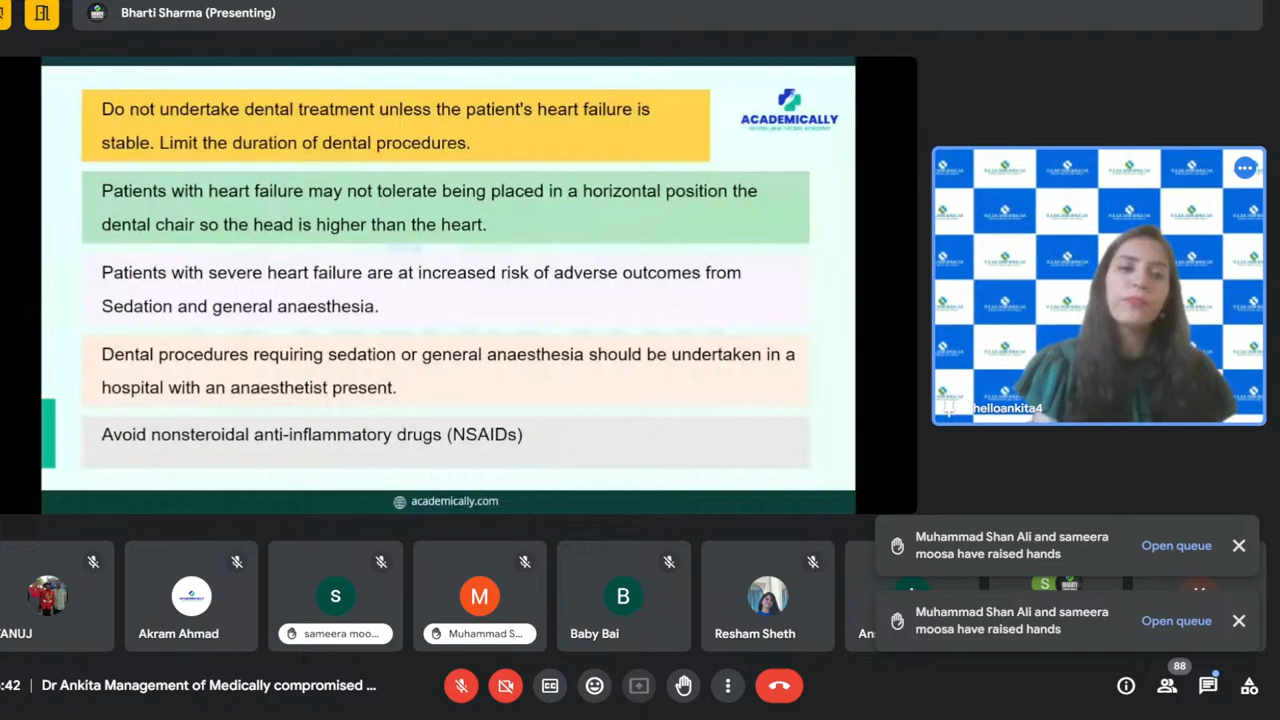 Bharti Sharma (Presenting)
Do not undertake dental treatment unless the patient's heart failure is
stable. Limit the duration of dental procedures.
ACADEMICALLY
Patients with heart failure may not tolerate being placed in a horizontal position the
dental chair so the head is higher than the heart.
Patients with severe heart failure are at increased risk of adverse outcomes from
Sedation and general anaesthesia.
Dental procedures requiring sedation or general anaesthesia should be undertaken in a
hospital with an anaesthetist present.
Avoid nonsteroidal anti-inflammatory drugs (NSAIDs)
academically.com
helloankita4
Muhammad Shan Ali and sameera
moosa have raised hands
Open queue
Muhammad Shan Ali and sameera
moosa have raised hands
Open queue
s
M
B
S
ANUJ
Akram Ahmad
sameera moo...
Muhammad S...
Baby Bai
Resham Sheth
An
:42 | Dr Ankita Management of Medically compromised ...
88